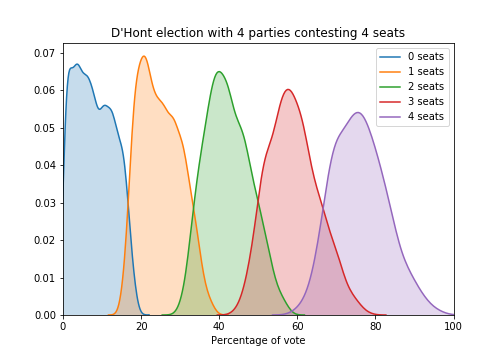 D'Hont election with 4 parties contesting 4 seats
0.07
0.06
0.05
0.04
0.03
0.02
0.01
0.00
0 seats
1 seats
2 seats
3 seats
4 seats
0 20 40 60 80 100
Percentage of vote